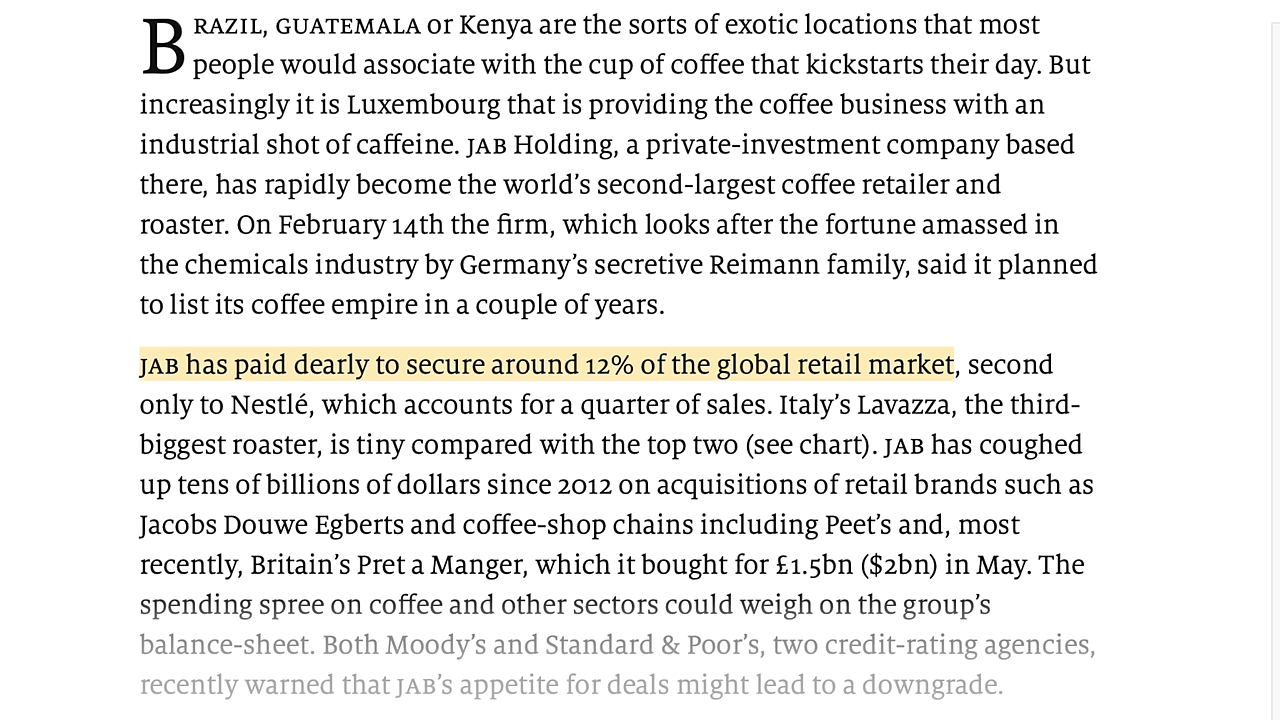 BRAZIL, GUATEMALA or Kenya are the sorts of exotic locations that most
people would associate with the cup of coffee that kickstarts their day. But
increasingly it is Luxembourg that is providing the coffee business with an
industrial shot of caffeine. JAB Holding, a private-investment company based
there, has rapidly become the world’s second-largest coffee retailer and
roaster. On February 14th the firm, which looks after the fortune amassed in
the chemicals industry by Germany’s secretive Reimann family, said it planned
to list its coffee empire in a couple of years.
JAB has paid dearly to secure around 12% of the global retail market, second
only to Nestlé, which accounts for a quarter of sales. Italy’s Lavazza, the third-
biggest roaster, is tiny compared with the top two (see chart). JAB has coughed
up tens of billions of dollars since 2012 on acquisitions of retail brands such as
Jacobs Douwe Egberts and coffee-shop chains including Peet’s and, most
recently, Britain’s Pret a Manger, which it bought for £1.5bn ($2bn) in May. The
spending spree on coffee and other sectors could weigh on the group’s
balance-sheet. Both Moody’s and Standard & Poor’s, two credit-rating agencies,
recently warned that JAB’s appetite for deals might lead to a downgrade.